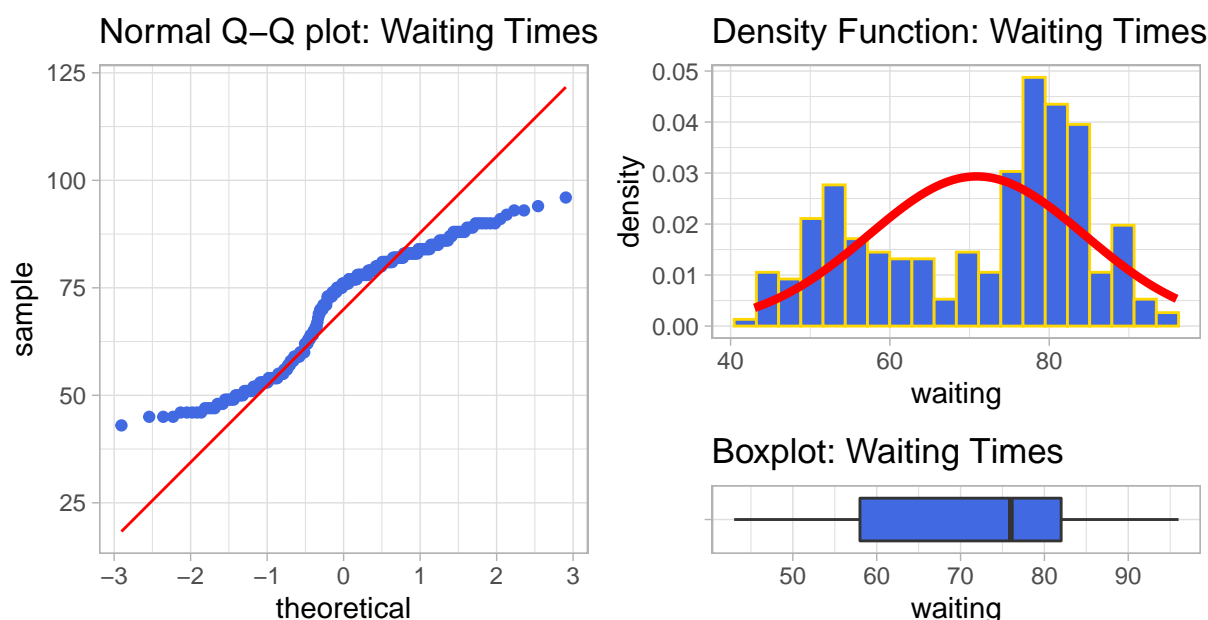 Normal Q−Q plot: Waiting Times
125
100
75
50
25
sample
−3 −2 −1 0 1 2 3
theoretical
Density Function: Waiting Times
0.05
0.04
0.03
0.02
0.01
0.00
density
40 60 80
waiting
Boxplot: Waiting Times
50 60 70 80 90
waiting